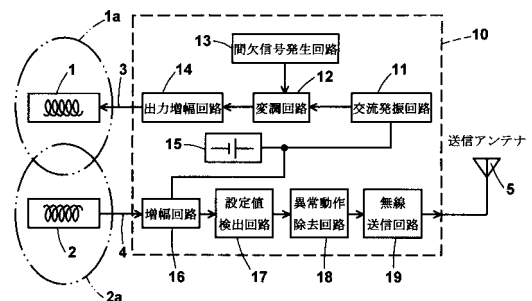 1a
1
3
2
4
2a
10
13
間欠信号発生回路
14
出力増幅回路
12
変調回路
11
交流発振回路
15
送信アンテナ
5
増幅回路
16
設定値
検出回路
17
異常動作
除去回路
18
無線
送信回路
19